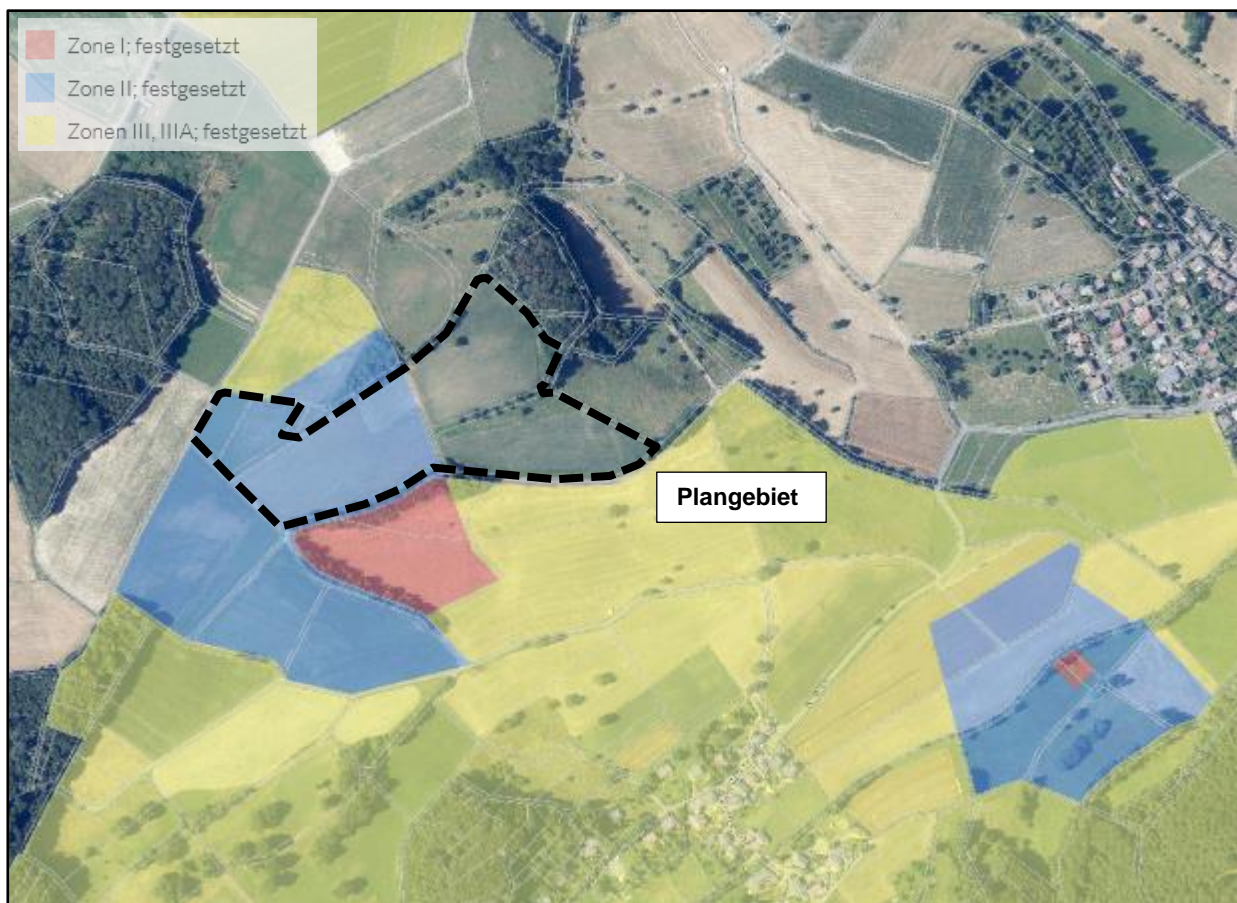 Zone I; festgesetzt
Zone II; festgesetzt
Zonen III, IIIA; festgesetzt
Plangebiet